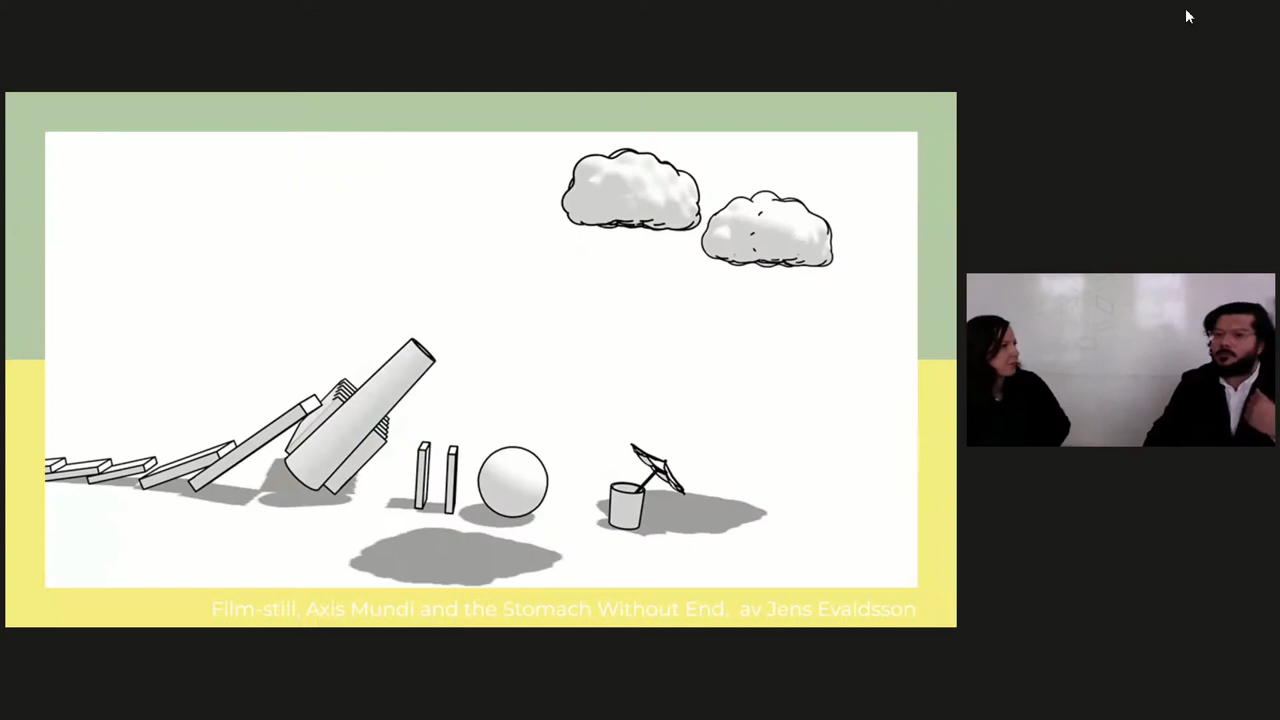 Film-still, Axis Mundi and the Stomach Without End. av Jens Evaldsson